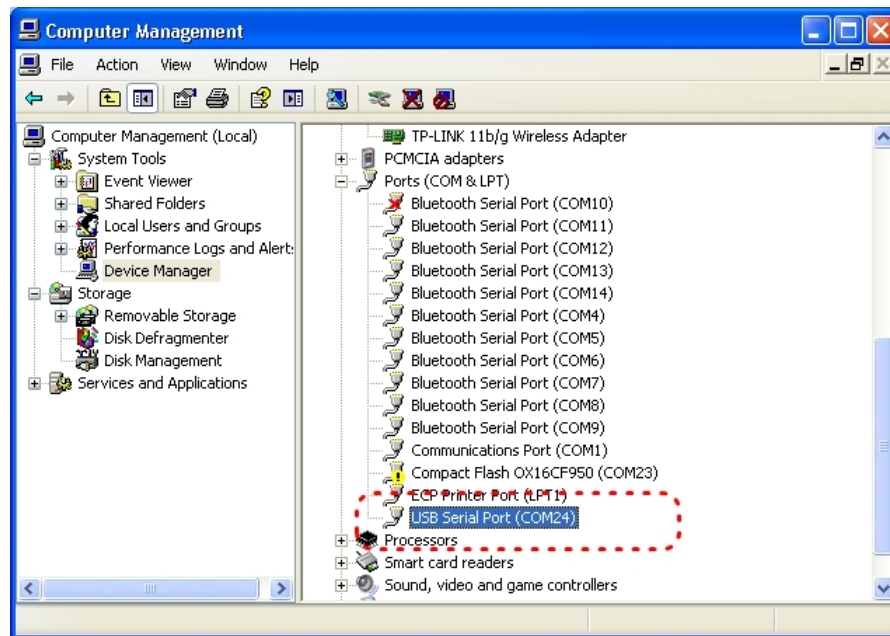 Computer Management
File Action View Window Help
Computer Management (Local)
System Tools
Event Viewer
Shared Folders
Local Users and Groups
Performance Logs and Alert:
Device Manager
Storage
Removable Storage
Disk Defragmenter
Disk Management
Services and Applications
TP-LINK 11b/g Wireless Adapter
PCMCIA adapters
Ports (COM & LPT)
Bluetooth Serial Port (COM10)
Bluetooth Serial Port (COM11)
Bluetooth Serial Port (COM12)
Bluetooth Serial Port (COM13)
Bluetooth Serial Port (COM14)
Bluetooth Serial Port (COM4)
Bluetooth Serial Port (COM5)
Bluetooth Serial Port (COM6)
Bluetooth Serial Port (COM7)
Bluetooth Serial Port (COM8)
Bluetooth Serial Port (COM9)
Communications Port (COM1)
Compact Flash OX16CF950 (COM23)
ECP Printer Port (LPT1)
USB Serial Port (COM24)
Processors
Smart card readers
Sound, video and game controllers